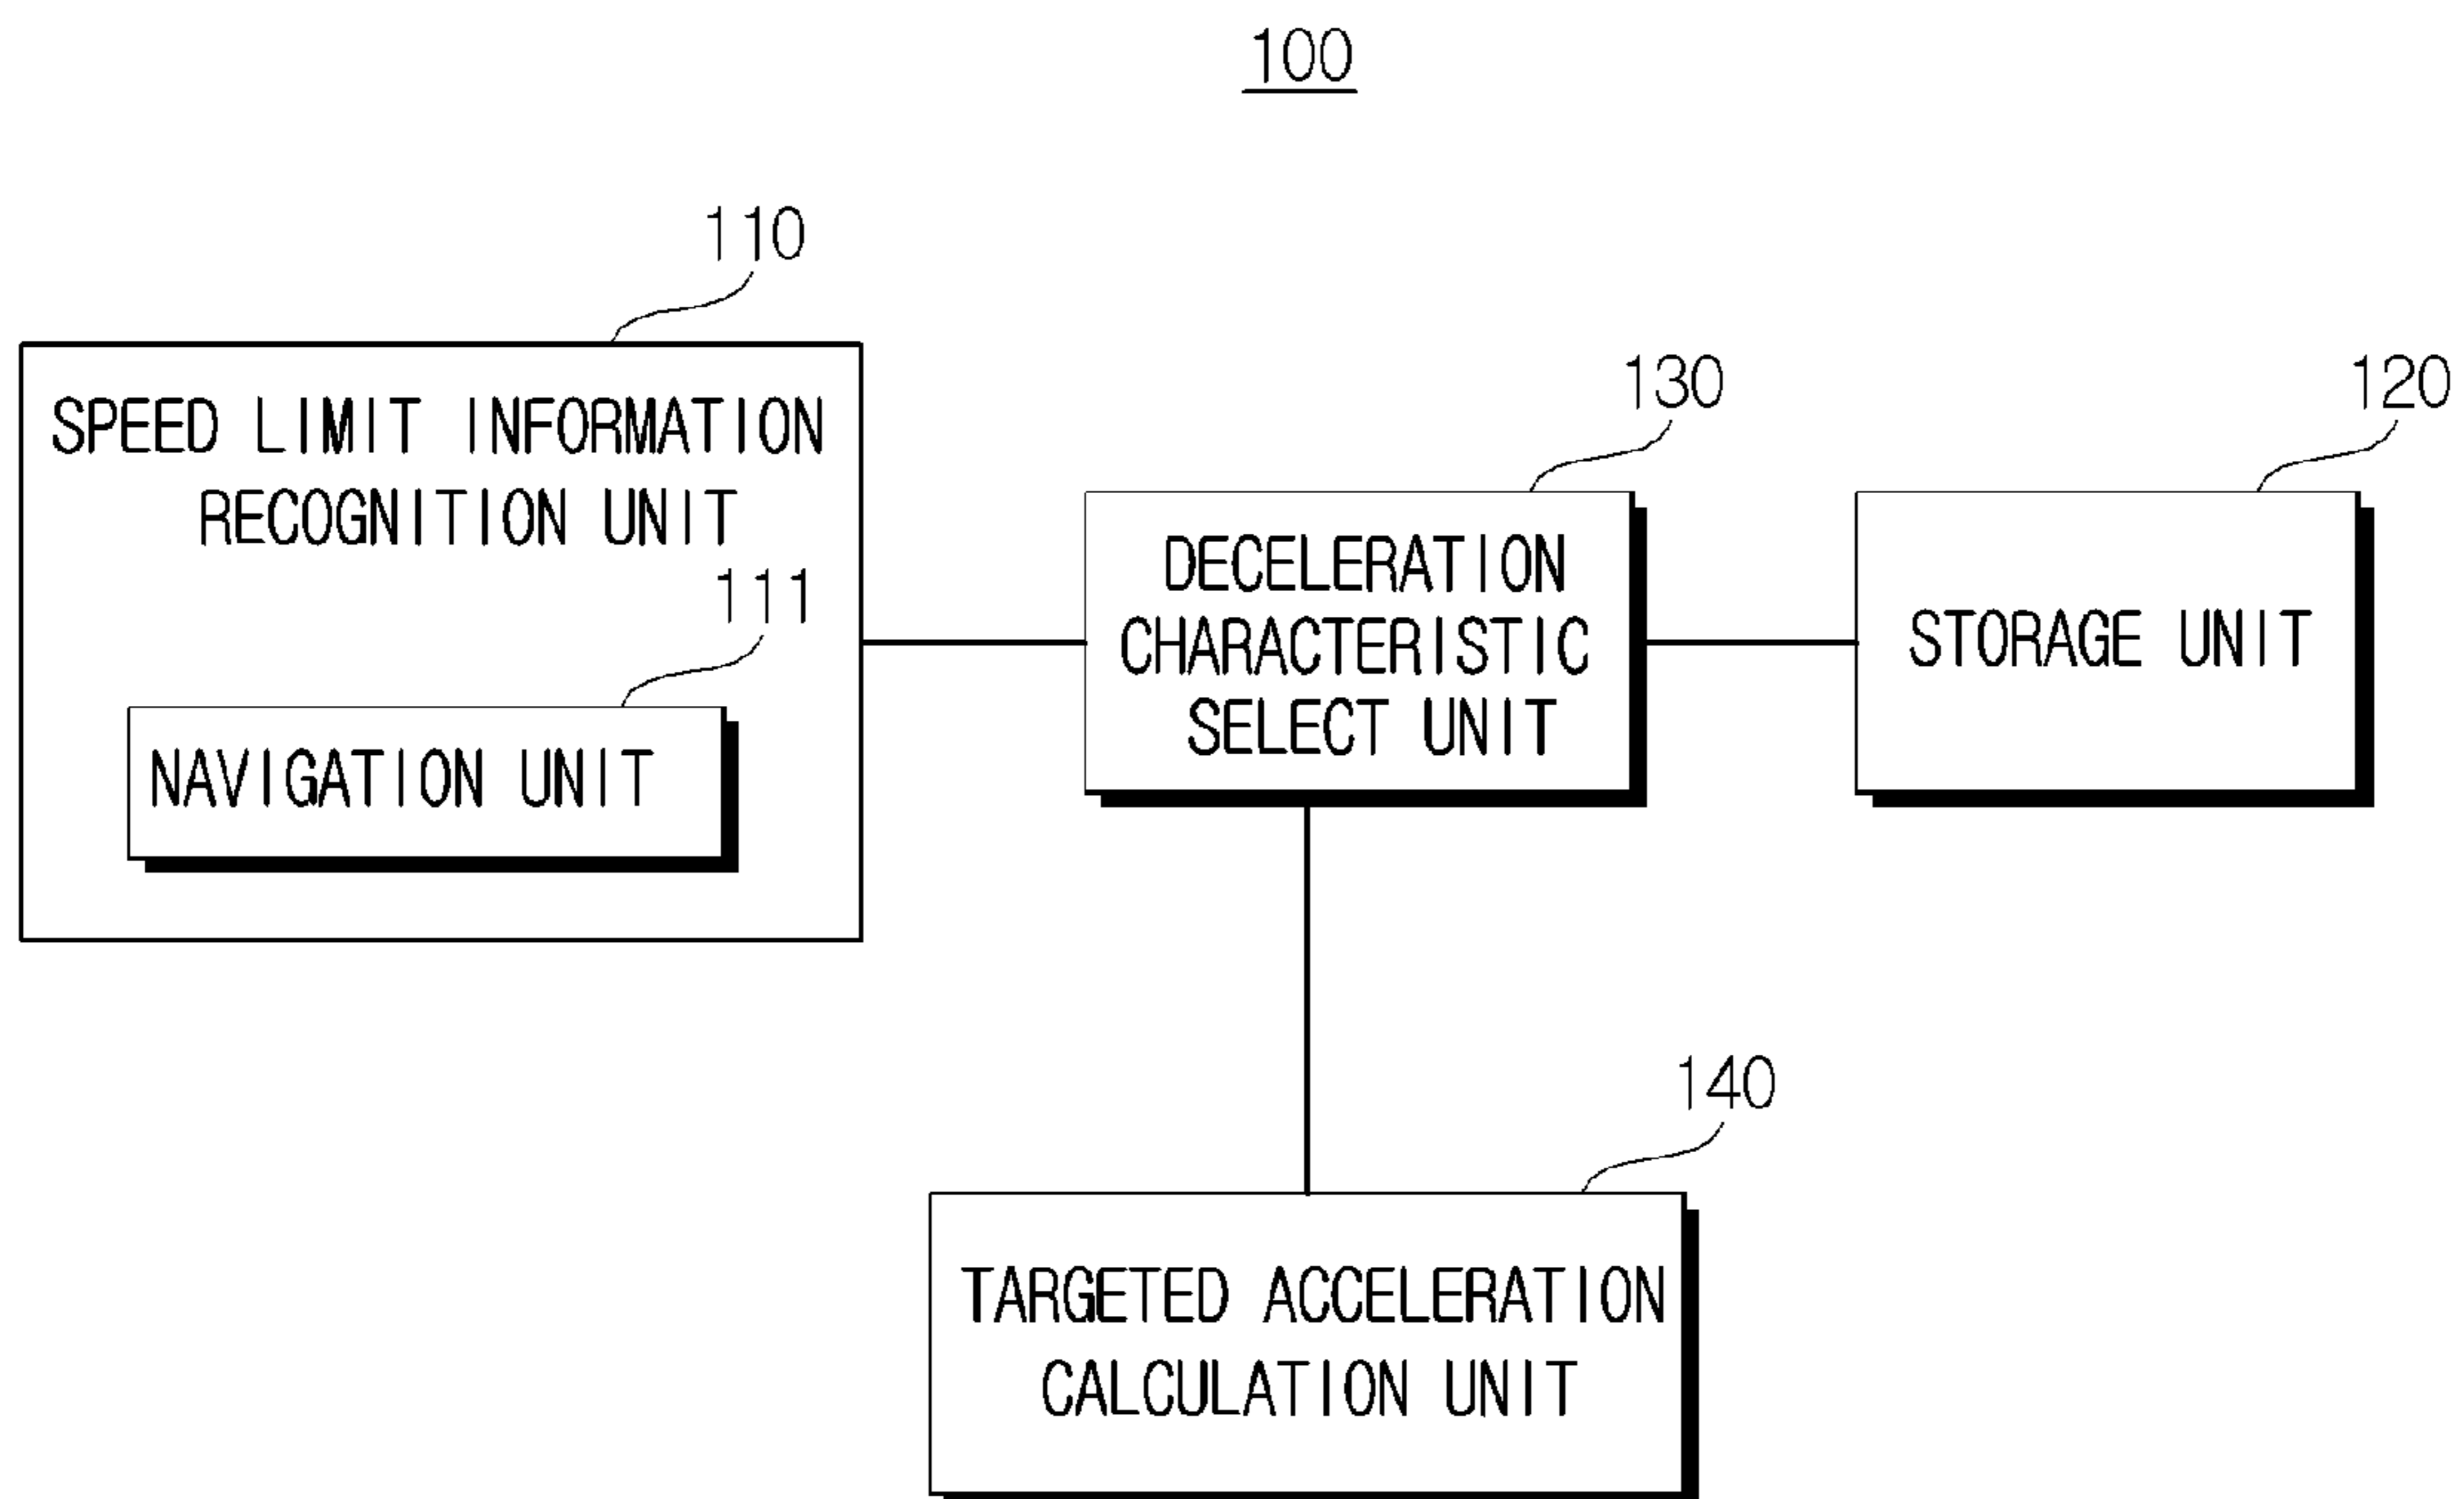 100
110
SPEED LIMIT INFORMATION
RECOGNITION UNIT
111
NAVIGATION UNIT
130
DECELERATION
CHARACTERISTIC
SELECT UNIT
120
STORAGE UNIT
140
TARGETED ACCELERATION
CALCULATION UNIT